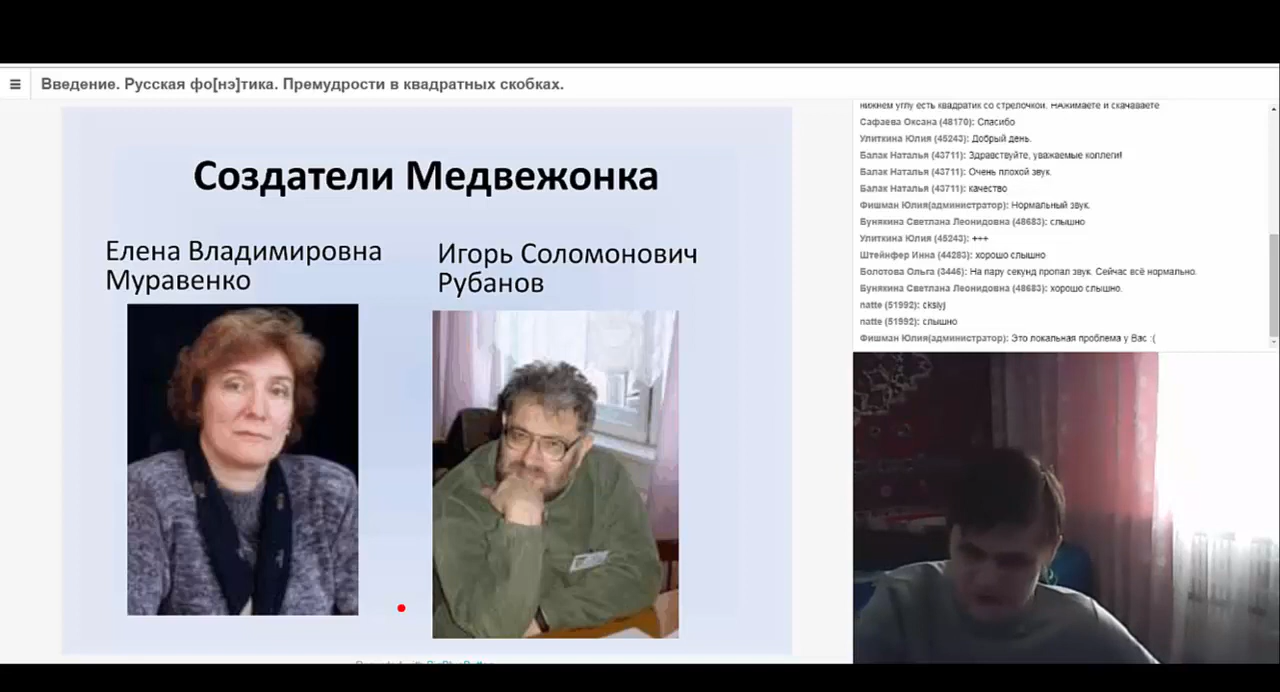 Введение. Русская фо[нэ]тика. Премудрости в квадратных скобках.
Создатели Медвежонка
Елена Владимировна
Муравенко
Игорь Соломонович
Рубанов
нижнем углу есть квадратик со стрелочкой. НАжимаете и скачаваете
Сафаева Оксана (48170): Спасибо
Улиткина Юлия (45243): Добрый день.
Балак Наталья (43711): Здравствуйте, уважаемые коллеги!
Балак Наталья (43711): Очень плохой звук.
Балак Наталья (43711): качество
Фишман Юлия(администратор): Нормальный звук.
Бунякина Светлана Леонидовна (48683): слышно
Улиткина Юлия (45243): +++
Штейнфер Инна (44283): хорошо слышно
Болотова Ольга (3446): На пару секунд пропал звук. Сейчас всё нормально.
Бунякина Светлана Леонидовна (48683): хорошо слышно.
natte (51992): cksiyj
natte (51992): слышно
Фишман Юлия(администратор): Это локальная проблема у Вас :(